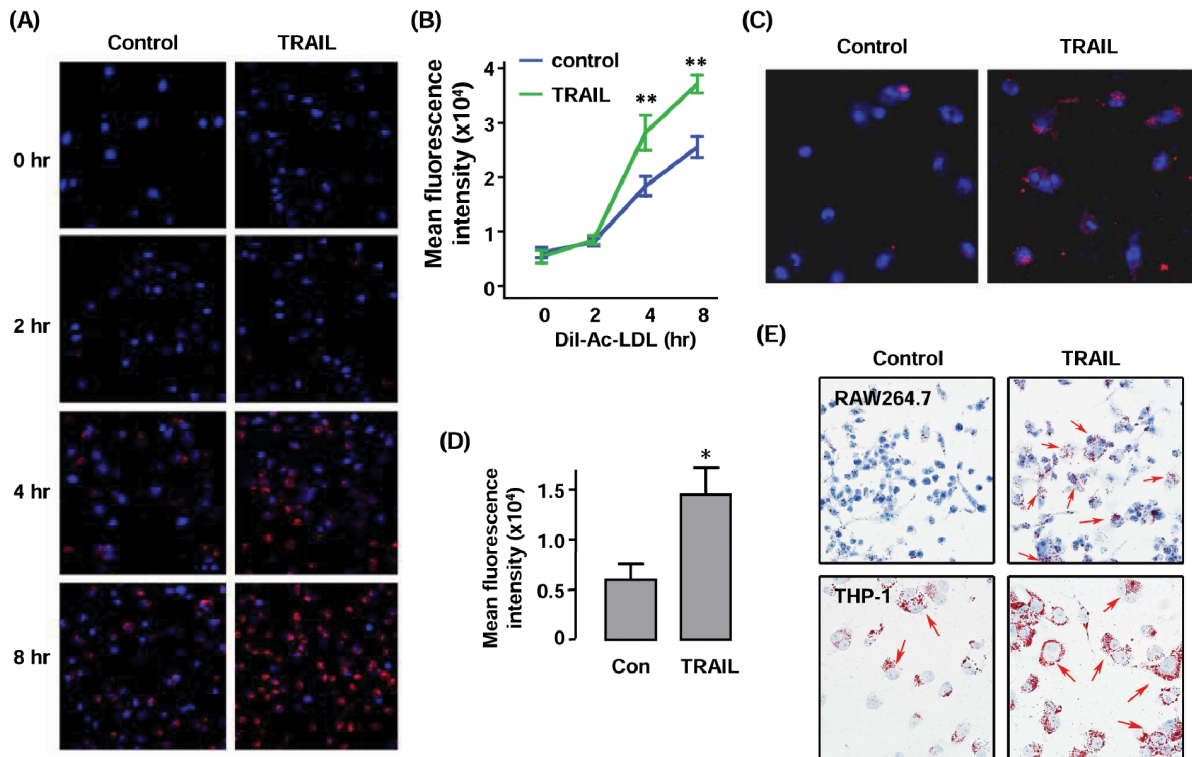 (A)
Control TRAIL
0 hr
2 hr
4 hr
8 hr
(B)
Mean fluorescence
intensity (x10⁴)
control
TRAIL
**
**
4
3
2
1
0
0 2 4 8
Dil-Ac-LDL (hr)
(C)
Control TRAIL
(D)
Mean fluorescence
intensity (x10⁴)
*
1.5
1.0
0.5
0
Con TRAIL
(E)
Control TRAIL
RAW264.7
THP-1